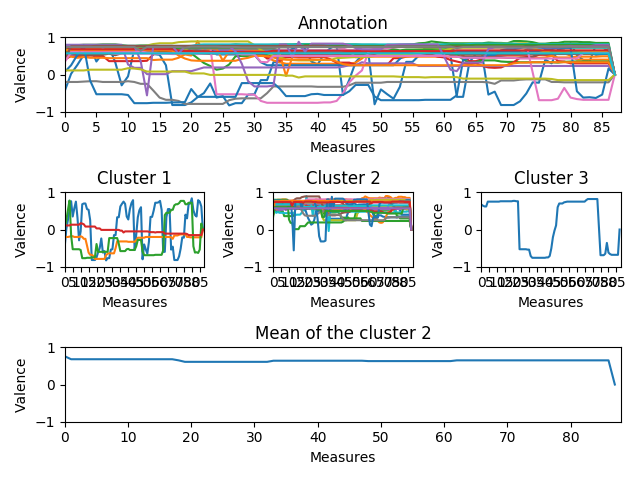 Annotation
1
0
−1
Valence
0 5 10 15 20 25 30 35 40 45 50 55 60 65 70 75 80 85
Measures
Cluster 1 Cluster 2 Cluster 3
1 1 1
0 0 0
−1 −1 −1
Valence Valence Valence
Measures Measures Measures
Mean of the cluster 2
1
0
−1
Valence
0 10 20 30 40 50 60 70 80
Measures